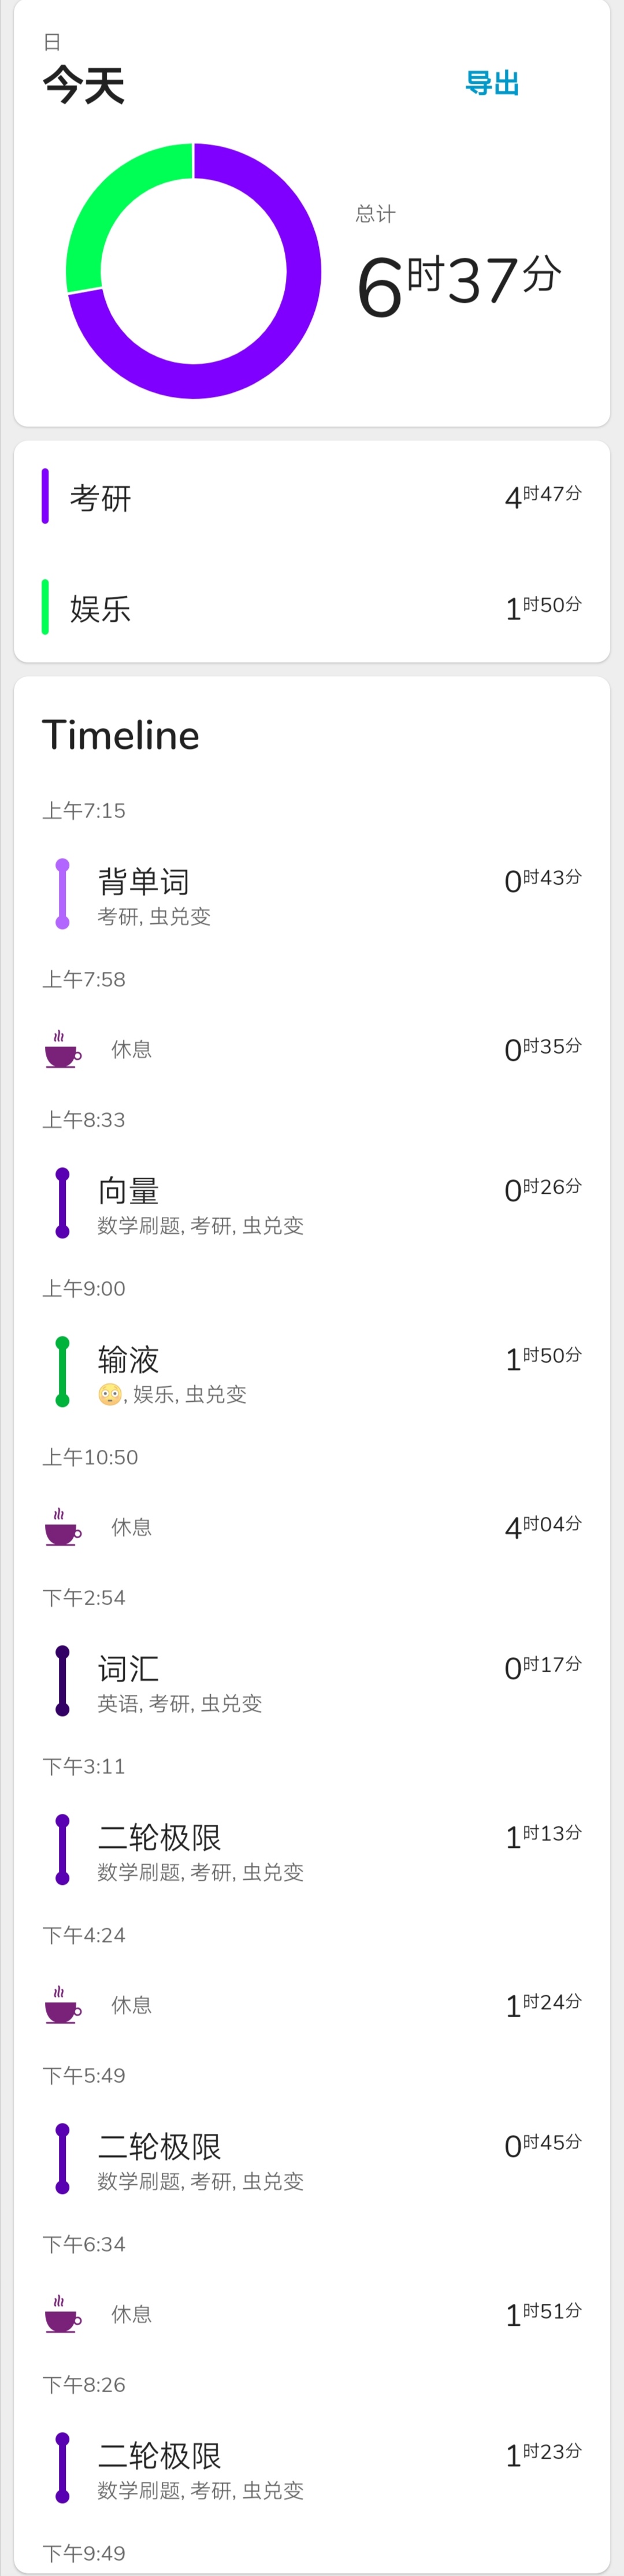 日
今天
导出
总计
6时37分
考研 4时47分
娱乐 1时50分
Timeline
上午7:15
背单词 0时43分
考研, 虫兑变
上午7:58
休息 0时35分
上午8:33
向量 0时26分
数学刷题, 考研, 虫兑变
上午9:00
输液 1时50分
😳, 娱乐, 虫兑变
上午10:50
休息 4时04分
下午2:54
词汇 0时17分
英语, 考研, 虫兑变
下午3:11
二轮极限 1时13分
数学刷题, 考研, 虫兑变
下午4:24
休息 1时24分
下午5:49
二轮极限 0时45分
数学刷题, 考研, 虫兑变
下午6:34
休息 1时51分
下午8:26
二轮极限 1时23分
数学刷题, 考研, 虫兑变
下午9:49